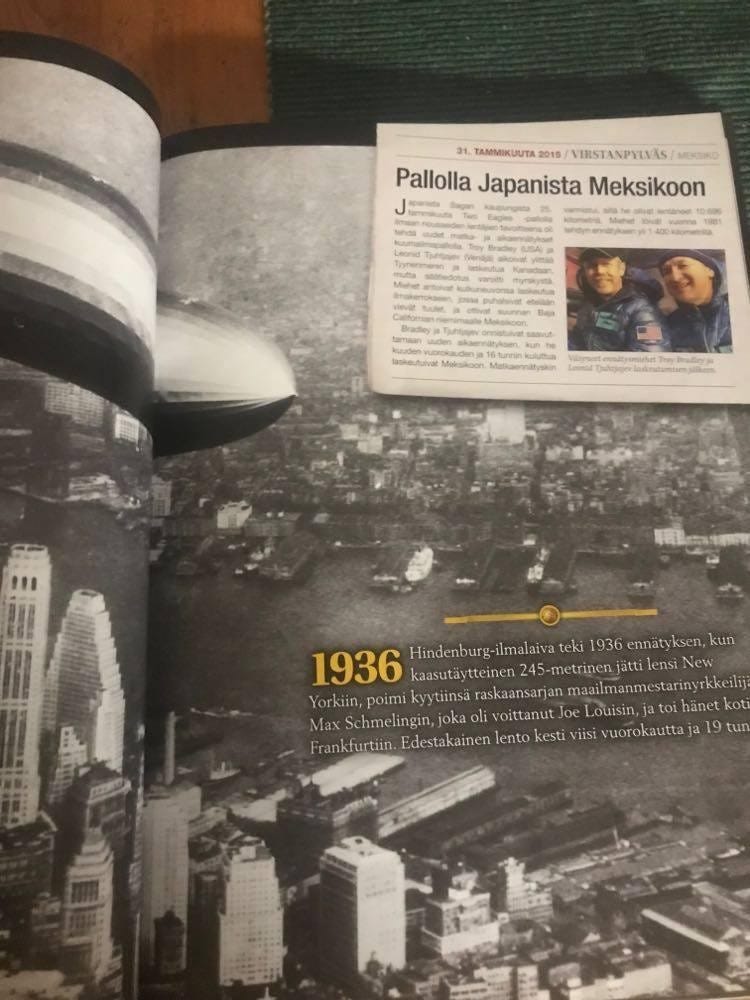 31. TAMMIKUUTA 2015 / VIRSTANPYLVÄS / MEKSIKO
Pallolla Japanista Meksikoon
Japanista Sagan kaupungista 25.
tammikuuta Two Eagles -pallolla
ilmaan nousseiden lentäjien tavoitteena oli
tehdä uudet matka- ja aikaennätykset
kuumailmapallolla. Troy Bradley (USA) ja
Leonid Tjuhtjajev (Venäjä) aikoivat ylittää
Tyynenmeren ja laskeutua Kanadaan,
mutta säätiedotus varoitti myrskystä.
Miehet antoivat kulkuneuvonsa laskeutua
ilmakerrokseen, jossa puhalsivat etelään
vievät tuulet, ja ottivat suunnan Baja
Californian niemimaalle Meksikoon.
Bradley ja Tjuhtjajev onnistuivat saavut-
tamaan uuden aikaennätyksen, kun he
kuuden vuorokauden ja 16 tunnin kuluttua
laskeutuivat Meksikoon. Matkaennätyskin
varmistui, sillä he olivat lentäneet 10 696
kilometriä. Miehet löivät vuonna 1981
tehdyn ennätyksen yli 1 400 kilometrillä.
Väsyneet ennätysmiehet Troy Bradley ja
Leonid Tjuhtjajev laskeutumisen jälkeen.
1936 Hindenburg-ilmalaiva teki 1936 ennätyksen, kun
kaasutäytteinen 245-metrinen jätti lensi New
Yorkiin, poimi kyytiinsä raskaansarjan maailmanmestarinyrkkeilijä
Max Schmelingin, joka oli voittanut Joe Louisin, ja toi hänet koti
Frankfurtiin. Edestakainen lento kesti viisi vuorokautta ja 19 tun